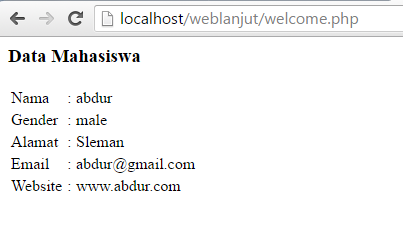 localhost/weblanjut/welcome.php
Data Mahasiswa
Nama : abdur
Gender : male
Alamat : Sleman
Email : abdur@gmail.com
Website : www.abdur.com